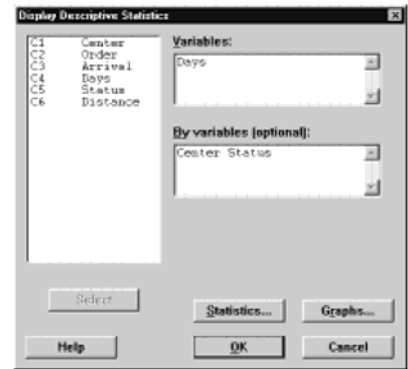 Display Descriptive Statistics
C1 Center
C2 Order
C3 Arrival
C4 Days
C5 Status
C6 Distance
Variables:
Days
By variables (optional):
Center Status
Select
Statistics...
Graphs...
Help
OK
Cancel